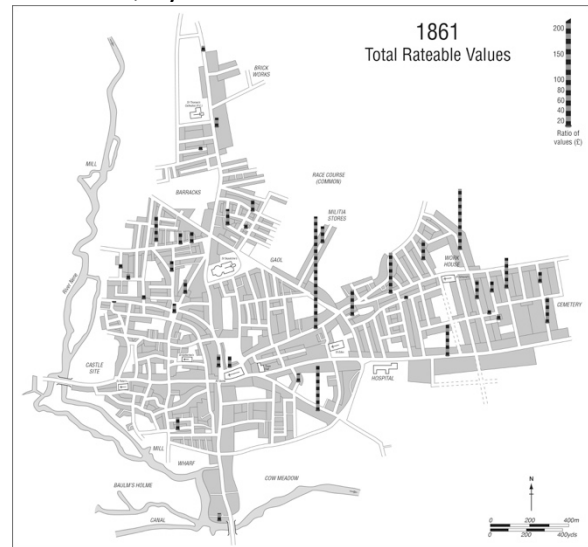 1861
Total Rateable Values
200
100
80
60
40
20
Ratio of
values (£)
BRICK
WORKS
MILL
RACE COURSE
(COMMON)
BARRACKS
MILITIA
STORES
GAOL
WORK
HOUSE
CEMETERY
CASTLE
SITE
HOSPITAL
MILL
WHARF
BAULM'S HOLME
COW MEADOW
CANAL
N
0 200 400m
0 200 400yds